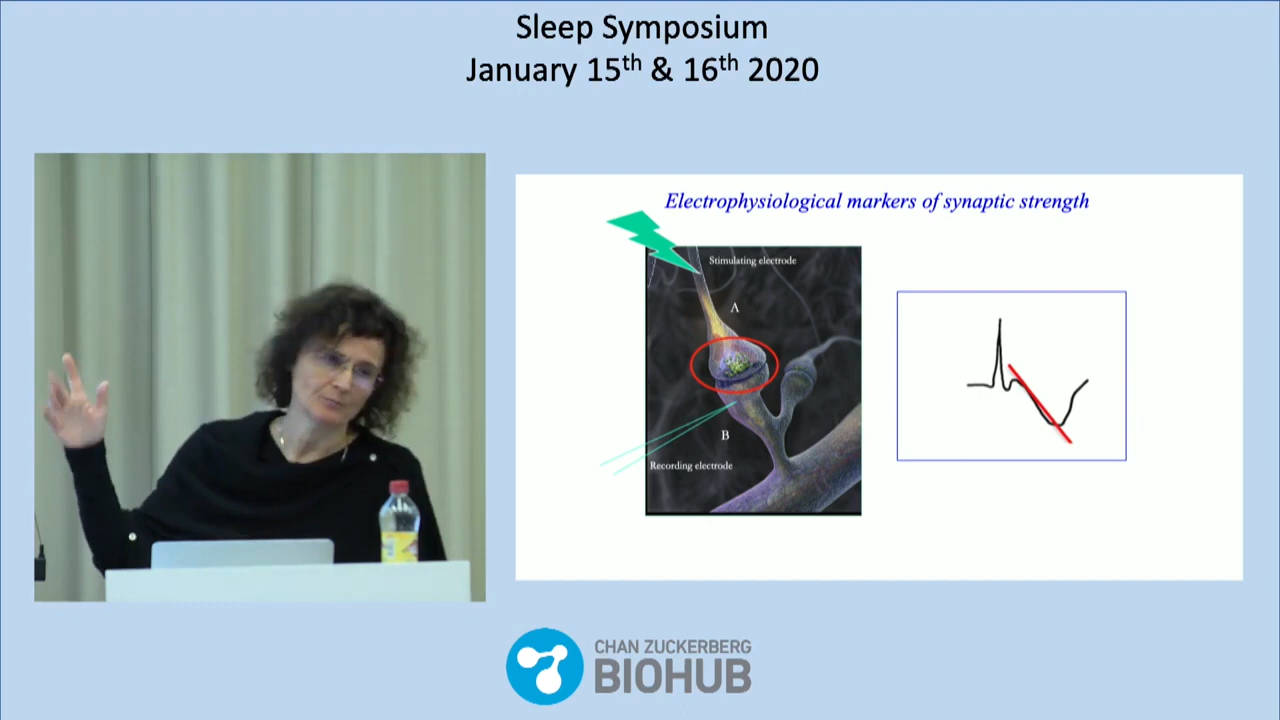 Sleep Symposium
January 15th & 16th 2020
Electrophysiological markers of synaptic strength
Stimulating electrode
A
B
Recording electrode
CHAN ZUCKERBERG
BIOHUB